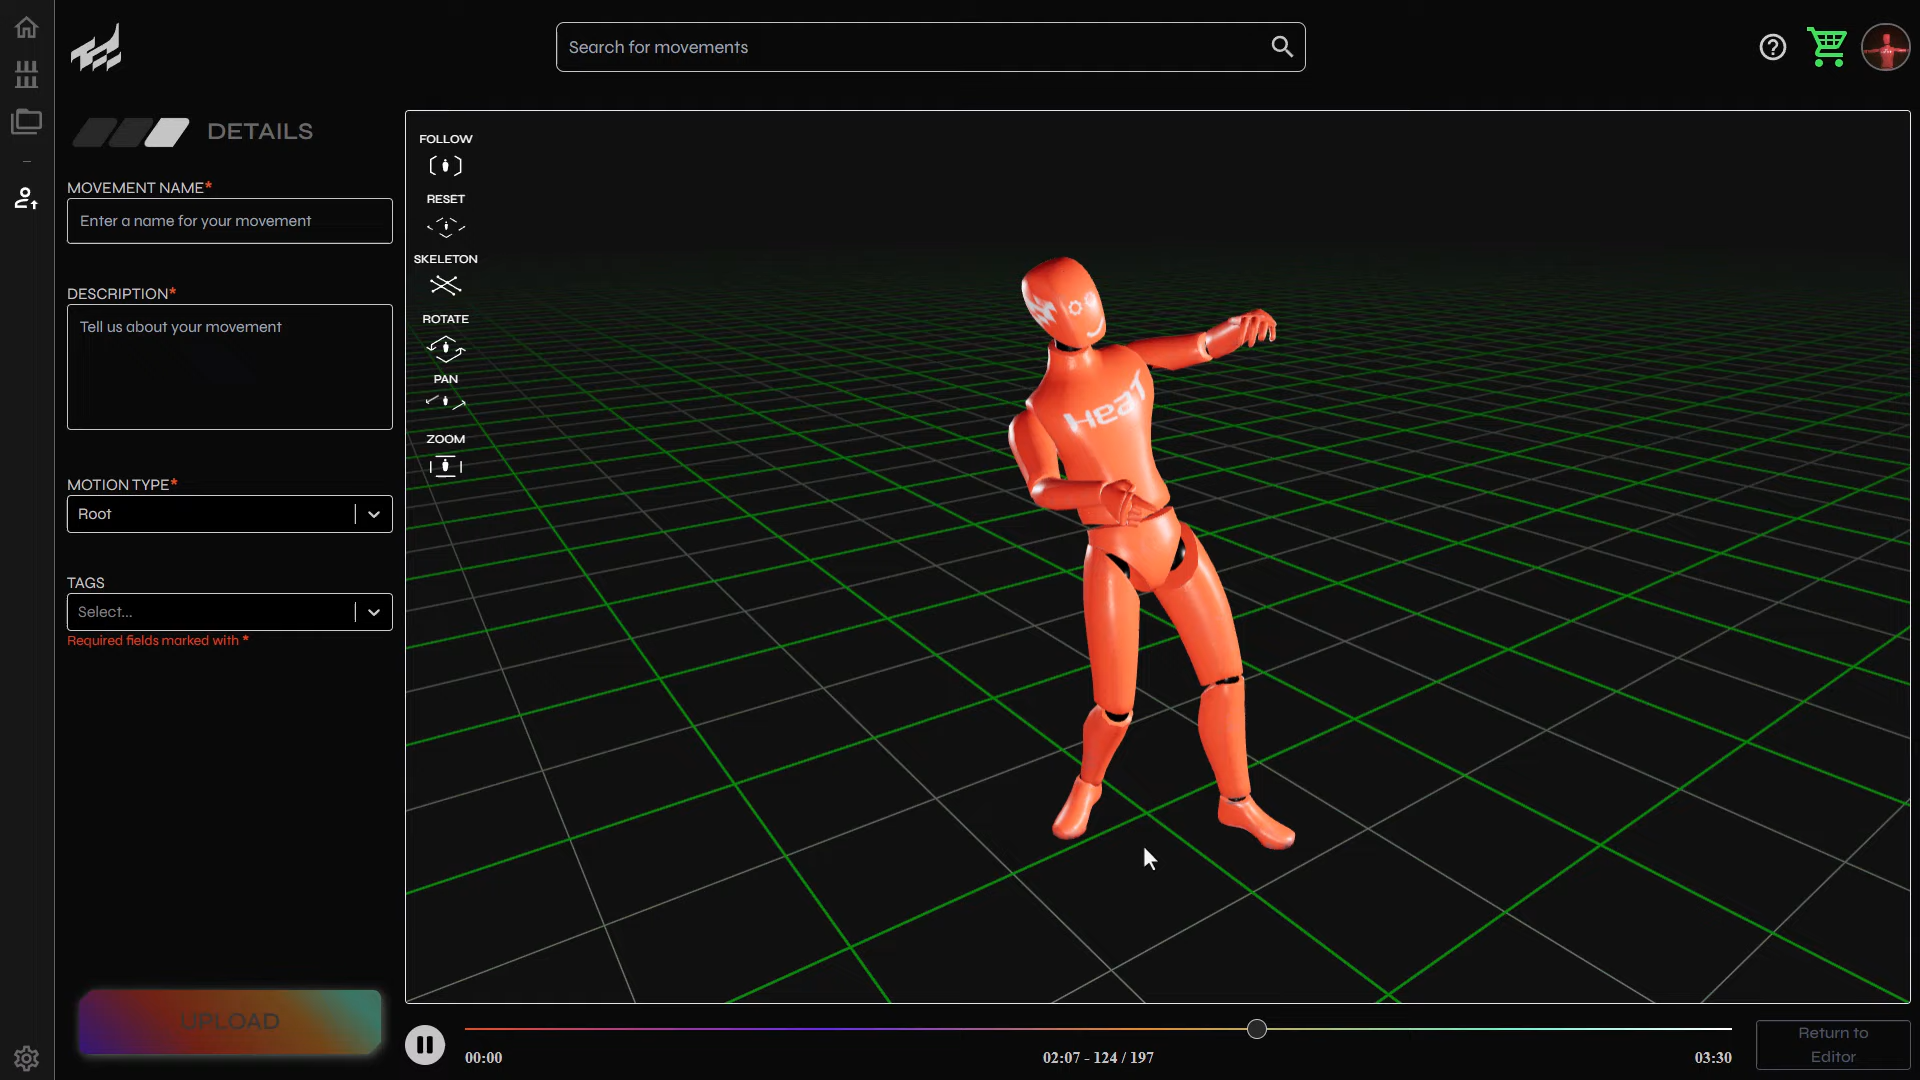 Search for movements
DETAILS
MOVEMENT NAME*
Enter a name for your movement
DESCRIPTION*
Tell us about your movement
MOTION TYPE*
Root
TAGS
Select...
Required fields marked with *
UPLOAD
FOLLOW
RESET
SKELETON
ROTATE
PAN
ZOOM
HeaT
00:00
02:07 - 124 / 197
03:30
Return to
Editor